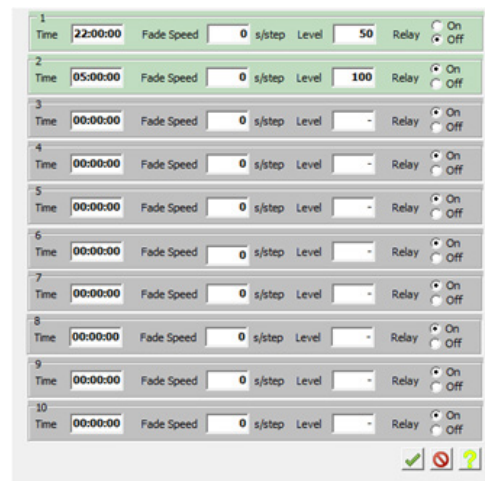 1
Time 22:00:00 Fade Speed 0 s/step Level 50 Relay On Off
2
Time 05:00:00 Fade Speed 0 s/step Level 100 Relay On Off
3
Time 00:00:00 Fade Speed 0 s/step Level - Relay On Off
4
Time 00:00:00 Fade Speed 0 s/step Level - Relay On Off
5
Time 00:00:00 Fade Speed 0 s/step Level - Relay On Off
6
Time 00:00:00 Fade Speed 0 s/step Level - Relay On Off
7
Time 00:00:00 Fade Speed 0 s/step Level - Relay On Off
8
Time 00:00:00 Fade Speed 0 s/step Level - Relay On Off
9
Time 00:00:00 Fade Speed 0 s/step Level - Relay On Off
10
Time 00:00:00 Fade Speed 0 s/step Level - Relay On Off
?